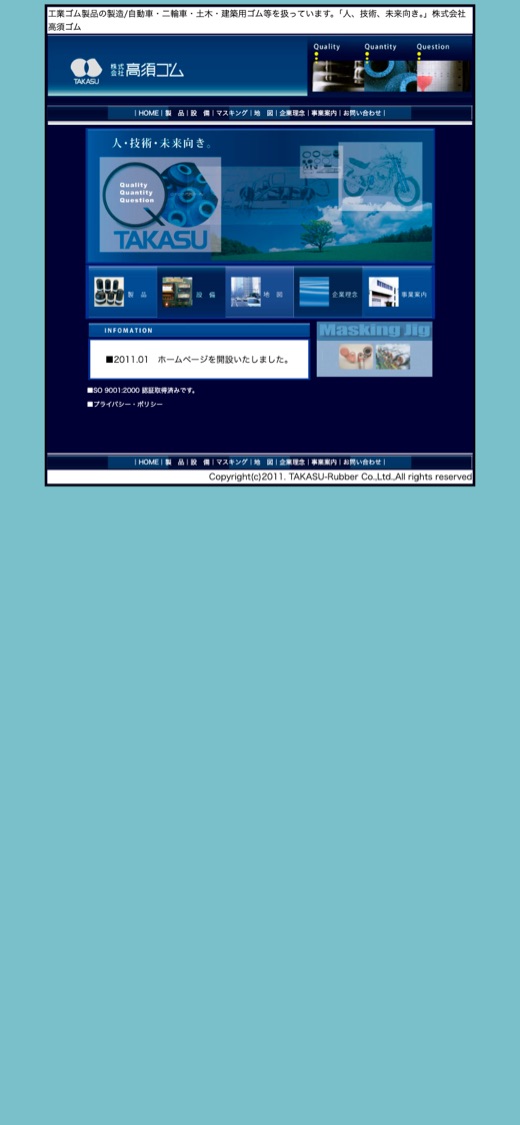 工業ゴム製品の製造/自動車・二輪車・土木・建築用ゴム等を扱っています。「人、技術、未来向き。」株式会社
高須ゴム
Quality Quantity Question
TAKASU 株式会社 高須ゴム
| HOME | 製　品 | 設　備 | マスキング | 地　図 | 企業理念 | 事業案内 | お問い合わせ |
人・技術・未来向き。
Quality
Quantity
Question
TAKASU
製　品 設　備 地　図 企業理念 事業案内
INFOMATION
Masking Jig
■2011.01　ホームページを開設いたしました。
■SO 9001:2000 認証取得済みです。
■プライバシー・ポリシー
| HOME | 製　品 | 設　備 | マスキング | 地　図 | 企業理念 | 事業案内 | お問い合わせ |
Copyright(c)2011. TAKASU-Rubber Co.,Ltd.,All rights reserved